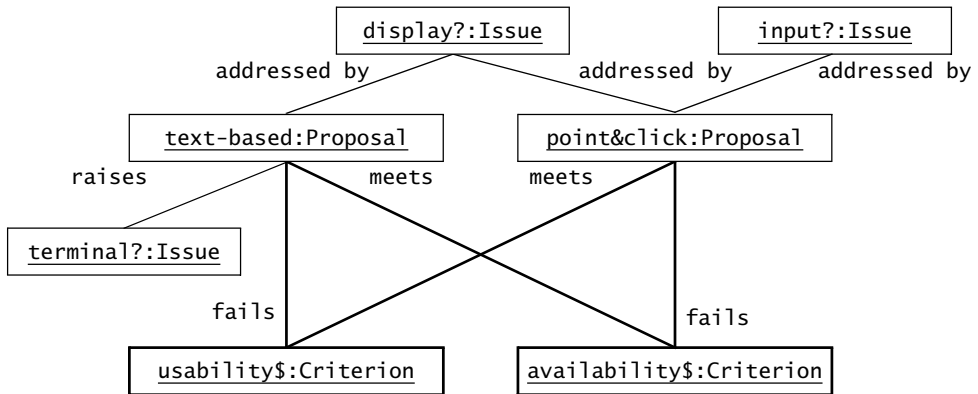 display?:Issue
input?:Issue
addressed by
addressed by
addressed by
text-based:Proposal
point&click:Proposal
raises
meets
meets
terminal?:Issue
fails
fails
usability$:Criterion
availability$:Criterion